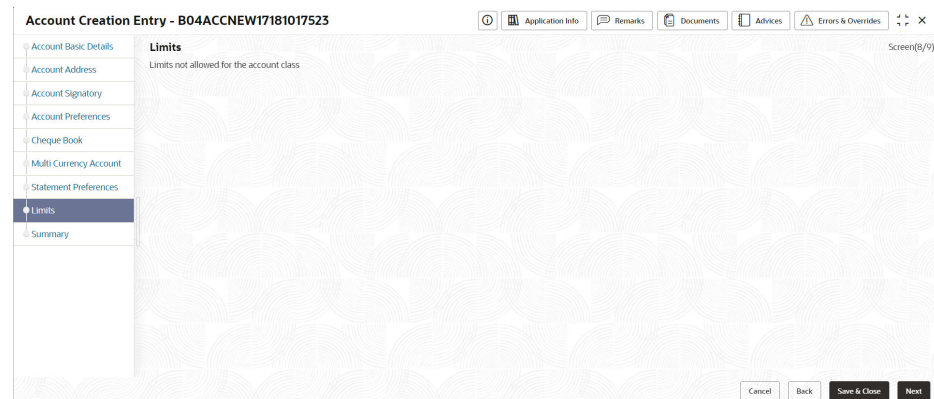 Account Creation Entry - B04ACCNEW17181017523
Application Info
Remarks
Documents
Advices
Errors & Overrides
Account Basic Details
Account Address
Account Signatory
Account Preferences
Cheque Book
Multi Currency Account
Statement Preferences
Limits
Summary
Limits
Screen(8/9)
Limits not allowed for the account class
Cancel
Back
Save & Close
Next